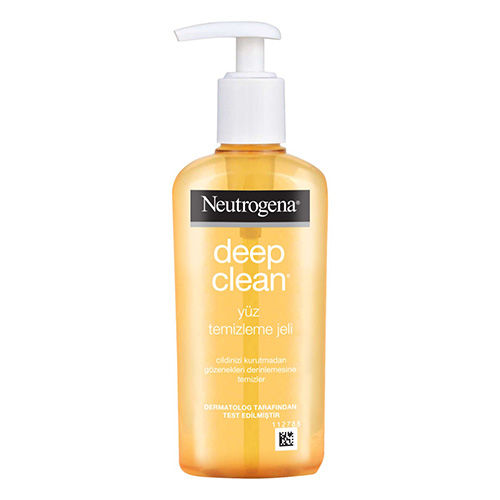 Neutrogena®
deep
clean®
yüz
temizleme jeli
cildinizi kurutmadan
gözenekleri derinlemesine
temizler
DERMATOLOG TARAFINDAN
TEST EDİLMİŞTİR